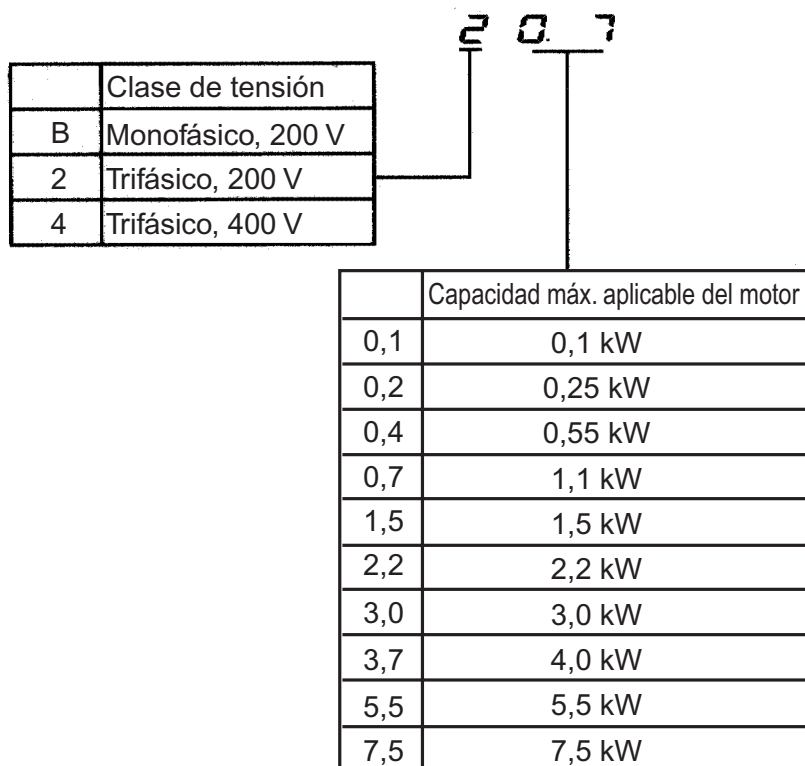 2 0. 7
Clase de tensión
B Monofásico, 200 V
2 Trifásico, 200 V
4 Trifásico, 400 V
Capacidad máx. aplicable del motor
0,1 0,1 kW
0,2 0,25 kW
0,4 0,55 kW
0,7 1,1 kW
1,5 1,5 kW
2,2 2,2 kW
3,0 3,0 kW
3,7 4,0 kW
5,5 5,5 kW
7,5 7,5 kW